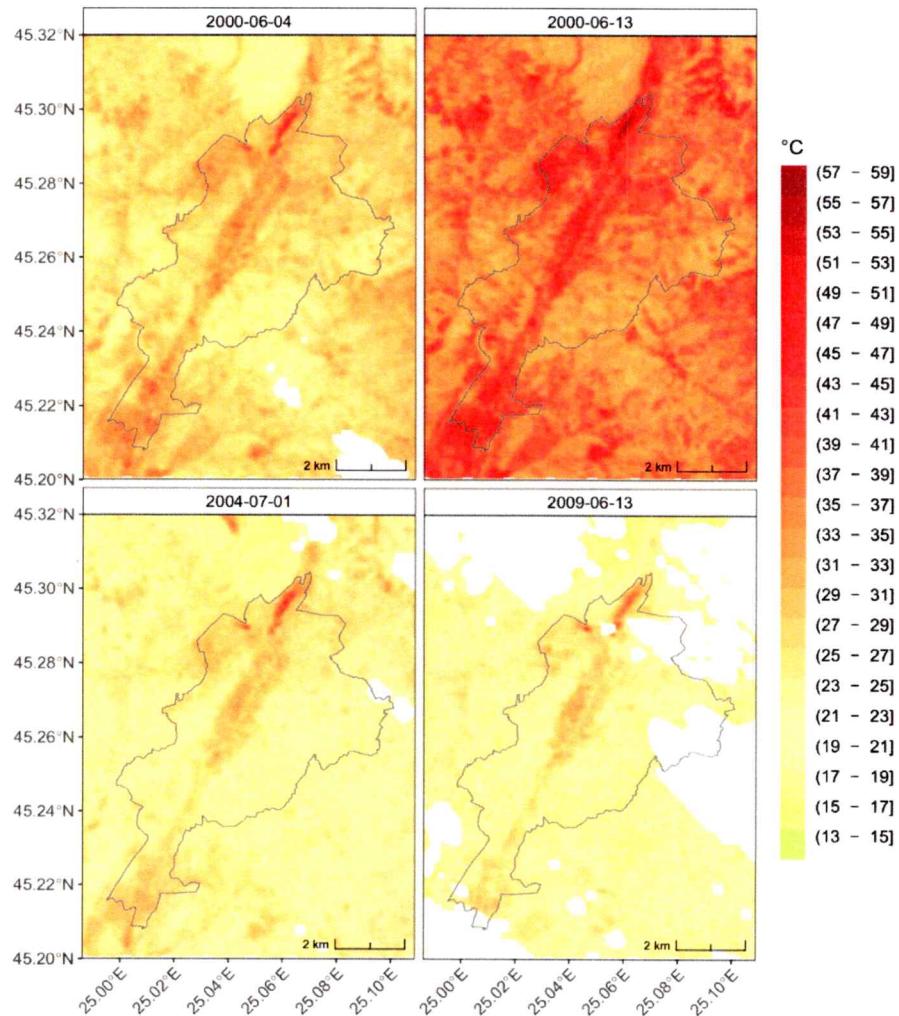 2000-06-04
2000-06-13
45.32°N
45.30°N
45.28°N
45.26°N
45.24°N
45.22°N
45.20°N
2 km
2 km
°C
(57 – 59]
(55 – 57]
(53 – 55]
(51 – 53]
(49 – 51]
(47 – 49]
(45 – 47]
(43 – 45]
(41 – 43]
(39 – 41]
(37 – 39]
(35 – 37]
(33 – 35]
(31 – 33]
(29 – 31]
(27 – 29]
(25 – 27]
(23 – 25]
(21 – 23]
(19 – 21]
(17 – 19]
(15 – 17]
(13 – 15]
2004-07-01
2009-06-13
45.32°N
45.30°N
45.28°N
45.26°N
45.24°N
45.22°N
45.20°N
2 km
2 km
25.00°E
25.02°E
25.04°E
25.06°E
25.08°E
25.10°E
25.00°E
25.02°E
25.04°E
25.06°E
25.08°E
25.10°E